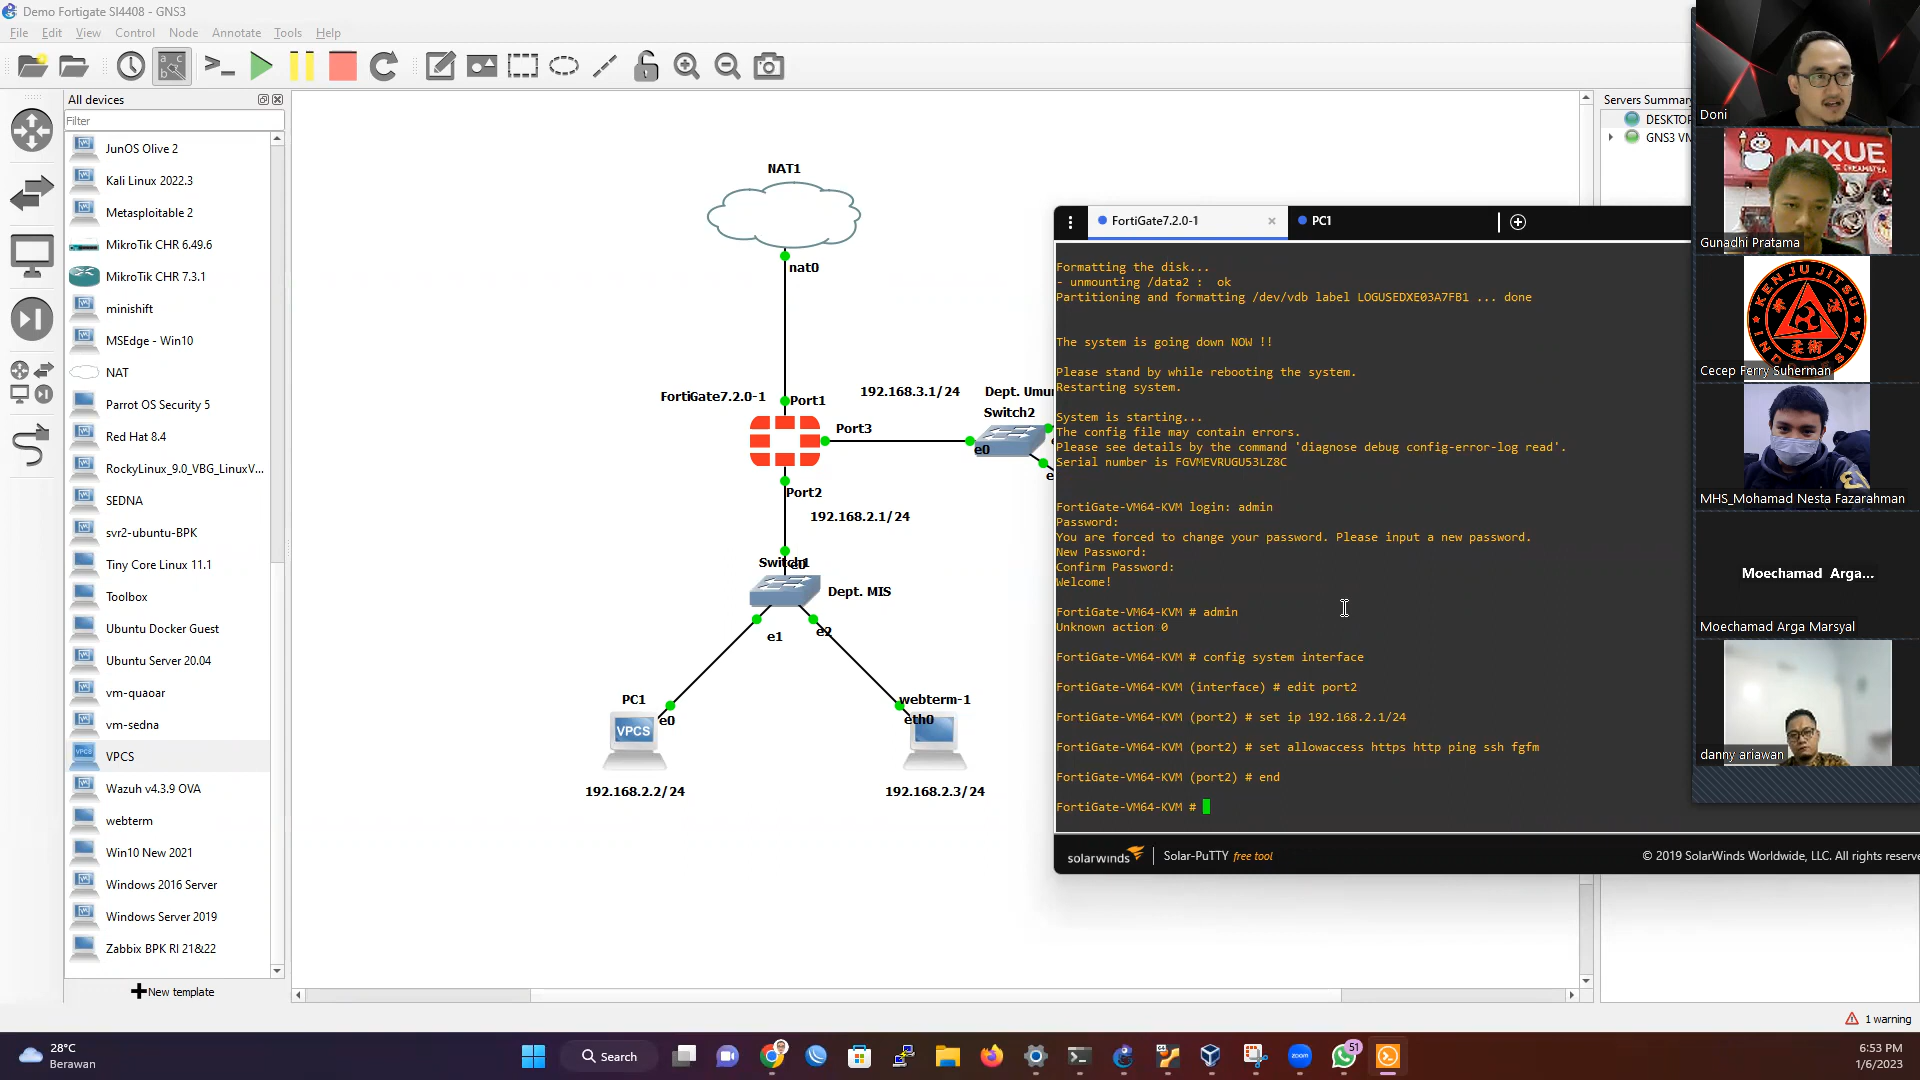 Demo Fortigate SI4408 - GNS3
File Edit View Control Node Annotate Tools Help
All devices
Filter
JunOS Olive 2
Kali Linux 2022.3
Metasploitable 2
MikroTik CHR 6.49.6
MikroTik CHR 7.3.1
minishift
MSEdge - Win10
NAT
Parrot OS Security 5
Red Hat 8.4
RockyLinux_9.0_VBG_LinuxV...
SEDNA
svr2-ubuntu-BPK
Tiny Core Linux 11.1
Toolbox
Ubuntu Docker Guest
Ubuntu Server 20.04
vm-quaoar
vm-sedna
VPCS
Wazuh v4.3.9 OVA
webterm
Win10 New 2021
Windows 2016 Server
Windows Server 2019
Zabbix BPK RI 21&22
New template
NAT1
nat0
FortiGate7.2.0-1
Port1
192.168.3.1/24
Dept. Umu
Switch2
Port3
e0
e
Port2
192.168.2.1/24
Switch1
e0
Dept. MIS
e1
e2
PC1
e0
VPCS
192.168.2.2/24
webterm-1
eth0
192.168.2.3/24
Servers Summary
DESKTOP
GNS3 VM
FortiGate7.2.0-1
PC1
Formatting the disk...
- unmounting /data2 :  ok
Partitioning and formatting /dev/vdb label LOGUSEDXE03A7FB1 ... done
The system is going down NOW !!
Please stand by while rebooting the system.
Restarting system.
System is starting...
The config file may contain errors.
Please see details by the command 'diagnose debug config-error-log read'.
Serial number is FGVMEVRUGU53LZ8C
FortiGate-VM64-KVM login: admin
Password:
You are forced to change your password. Please input a new password.
New Password:
Confirm Password:
Welcome!
FortiGate-VM64-KVM # admin
Unknown action 0
FortiGate-VM64-KVM # config system interface
FortiGate-VM64-KVM (interface) # edit port2
FortiGate-VM64-KVM (port2) # set ip 192.168.2.1/24
FortiGate-VM64-KVM (port2) # set allowaccess https http ping ssh fgfm
FortiGate-VM64-KVM (port2) # end
FortiGate-VM64-KVM #
solarwinds Solar-PuTTY free tool
© 2019 SolarWinds Worldwide, LLC. All rights reserve
Doni
MIXUE
Gunadhi Pratama
KENJUJITSU
INDONESIA
柔術
Cecep Ferry Suherman
MHS_Mohamad Nesta Fazarahman
Moechamad Arga...
Moechamad Arga Marsyal
danny ariawan
1 warning
28°C
Berawan
Search
zoom
51
6:53 PM
1/6/2023